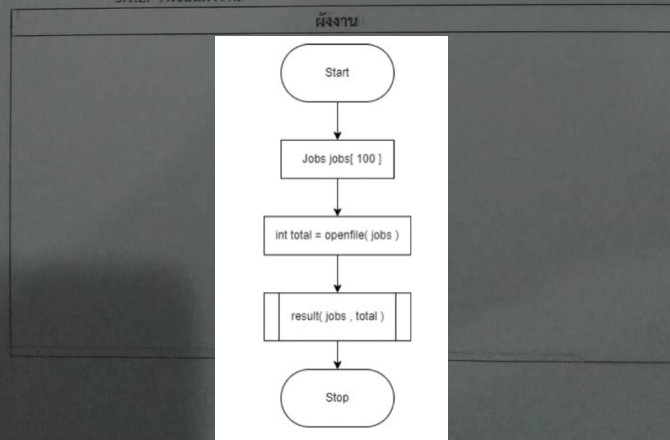 ผังงาน
Start
Jobs jobs[ 100 ]
int total = openfile( jobs )
result( jobs , total )
Stop